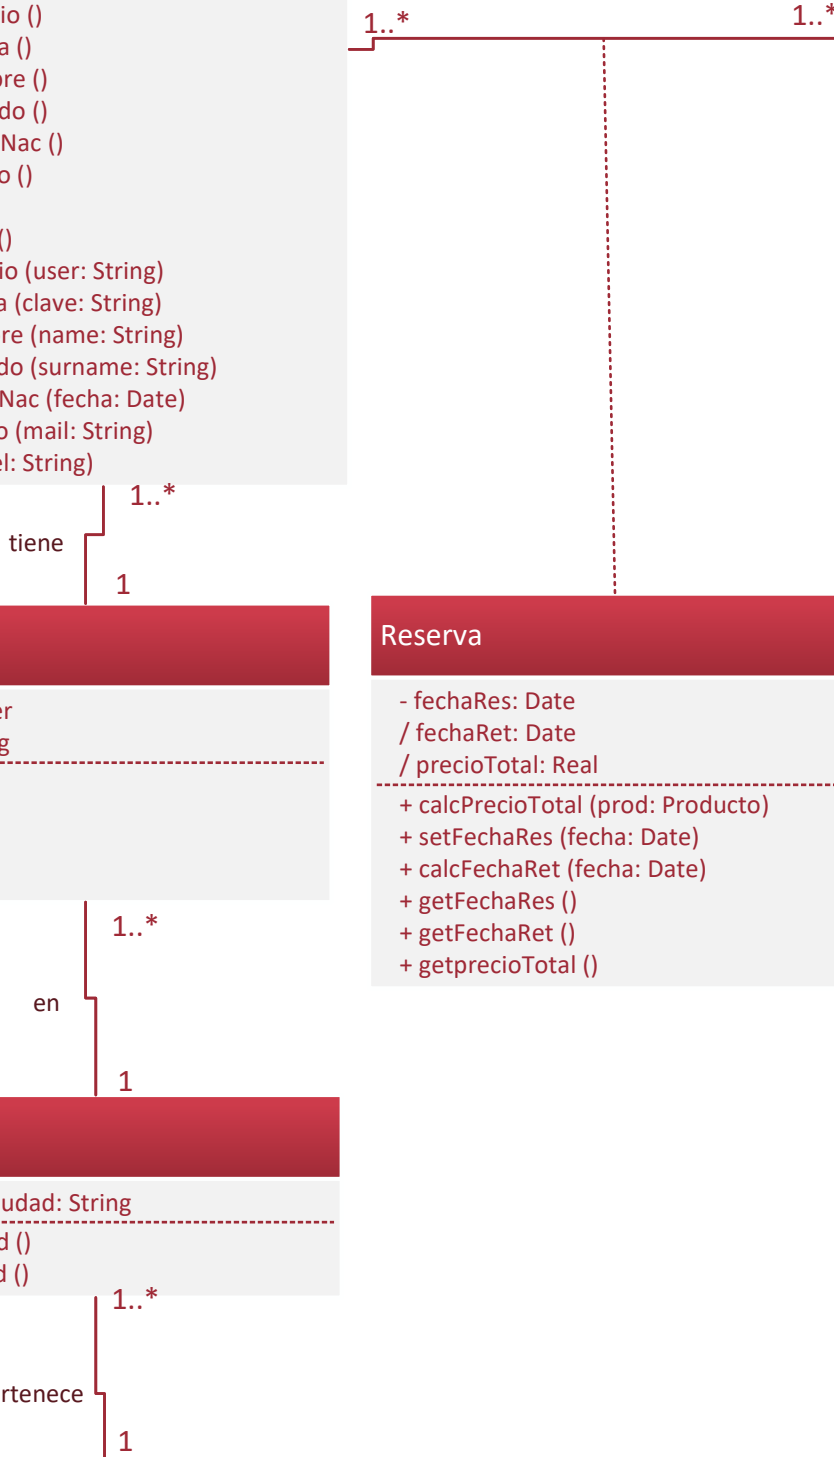 io ()
a ()
bre ()
do ()
Nac ()
o ()
()
io (user: String)
a (clave: String)
re (name: String)
do (surname: String)
Nac (fecha: Date)
o (mail: String)
el: String)
1..*
1..*
1..*
tiene
1
er
g
1..*
en
1
udad: String
d ()
d ()
1..*
rtenece
1
Reserva
- fechaRes: Date
/ fechaRet: Date
/ precioTotal: Real
+ calcPrecioTotal (prod: Producto)
+ setFechaRes (fecha: Date)
+ calcFechaRet (fecha: Date)
+ getFechaRes ()
+ getFechaRet ()
+ getprecioTotal ()